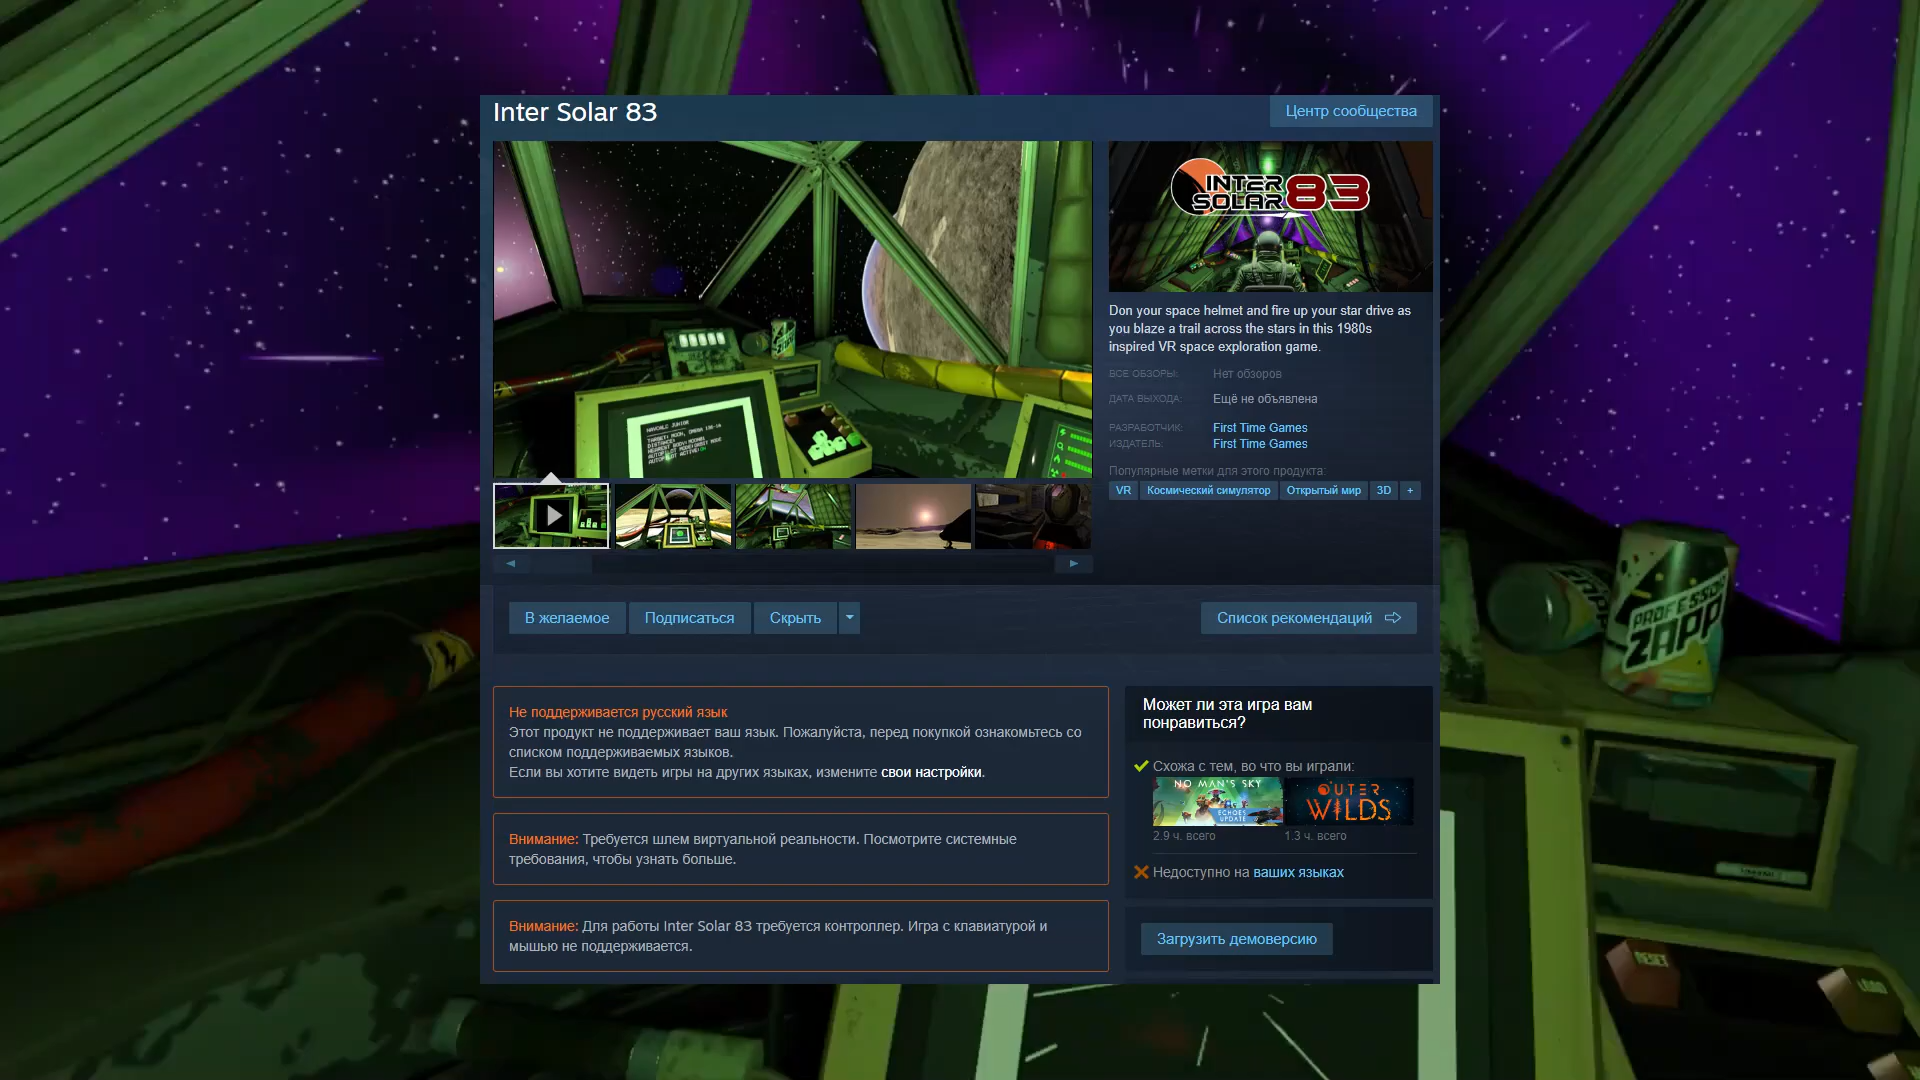 Inter Solar 83
Центр сообщества
INTER
SOLAR 83
Don your space helmet and fire up your star drive as
you blaze a trail across the stars in this 1980s
inspired VR space exploration game.
ВСЕ ОБЗОРЫ: Нет обзоров
ДАТА ВЫХОДА: Ещё не объявлена
РАЗРАБОТЧИК: First Time Games
ИЗДАТЕЛЬ: First Time Games
Популярные метки для этого продукта:
VR Космический симулятор Открытый мир 3D +
В желаемое Подписаться Скрыть
Список рекомендаций
Не поддерживается русский язык
Этот продукт не поддерживает ваш язык. Пожалуйста, перед покупкой ознакомьтесь со
списком поддерживаемых языков.
Если вы хотите видеть игры на других языках, измените свои настройки.
Внимание: Требуется шлем виртуальной реальности. Посмотрите системные
требования, чтобы узнать больше.
Внимание: Для работы Inter Solar 83 требуется контроллер. Игра с клавиатурой и
мышью не поддерживается.
Может ли эта игра вам
понравиться?
Схожа с тем, во что вы играли:
NO MAN'S SKY
ECHOES
UPDATE
OUTER
WILDS
2.9 ч. всего 1.3 ч. всего
Недоступно на ваших языках
Загрузить демоверсию
PROFESSOR
ZAPP